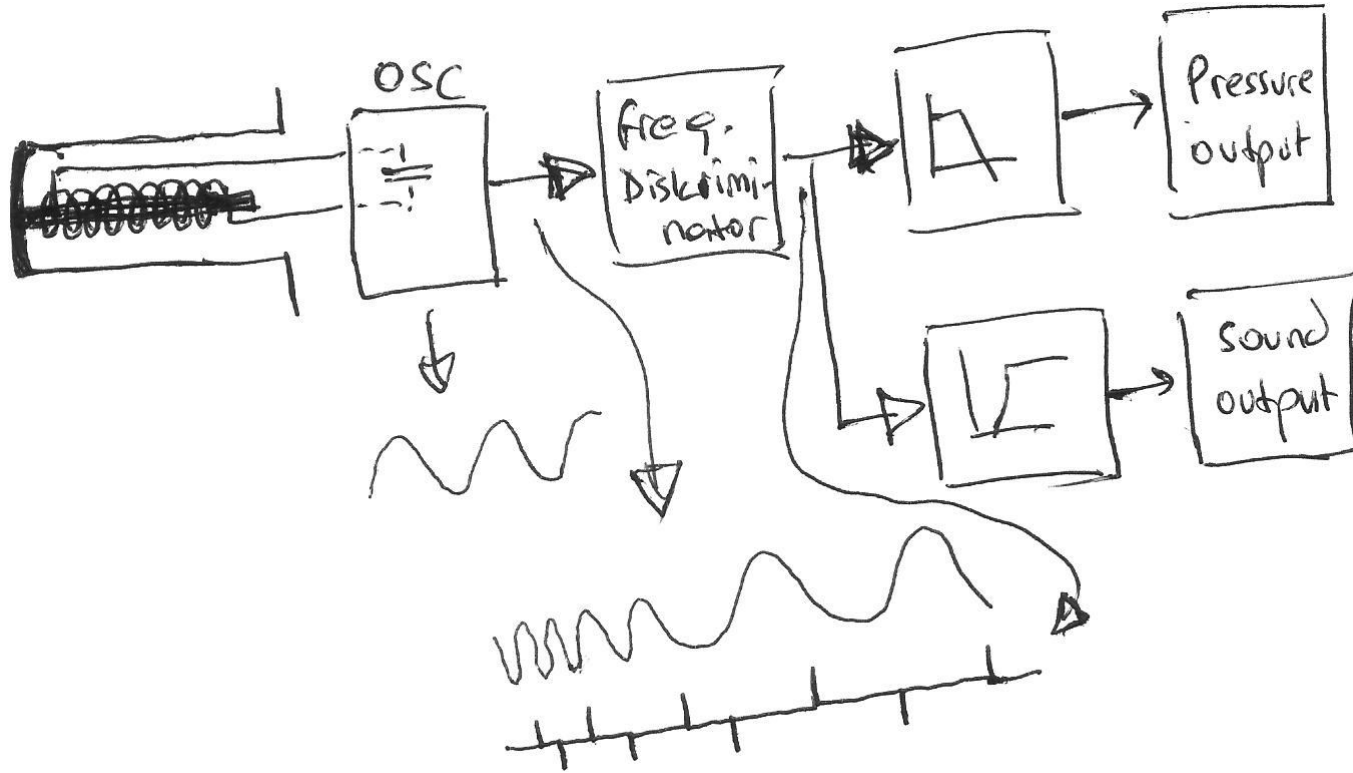 OSC
freq.
Diskrimi-
nator
Pressure
output
sound
output